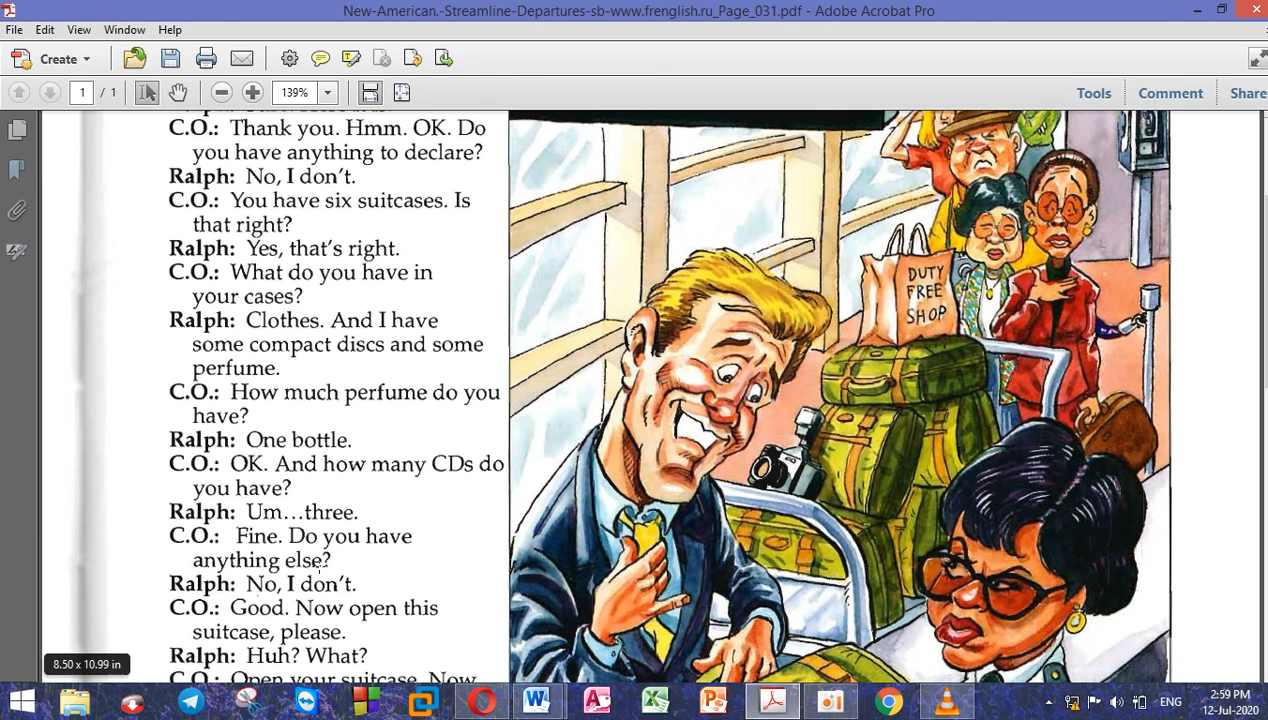 New-American.-Streamline-Departures-sb-www.frenglish.ru_Page_031.pdf - Adobe Acrobat Pro
File Edit View Window Help
Create
1 / 1 139% Tools Comment Share
C.O.: Thank you. Hmm. OK. Do
you have anything to declare?
Ralph: No, I don't.
C.O.: You have six suitcases. Is
that right?
Ralph: Yes, that's right.
C.O.: What do you have in
your cases?
Ralph: Clothes. And I have
some compact discs and some
perfume.
C.O.: How much perfume do you
have?
Ralph: One bottle.
C.O.: OK. And how many CDs do
you have?
Ralph: Um...three.
C.O.: Fine. Do you have
anything else?
Ralph: No, I don't.
C.O.: Good. Now open this
suitcase, please.
Ralph: Huh? What?
C.O.: Open your suitcase. Now
DUTY
FREE
SHOP
8.50 x 10.99 in
ENG
2:59 PM
12-Jul-2020